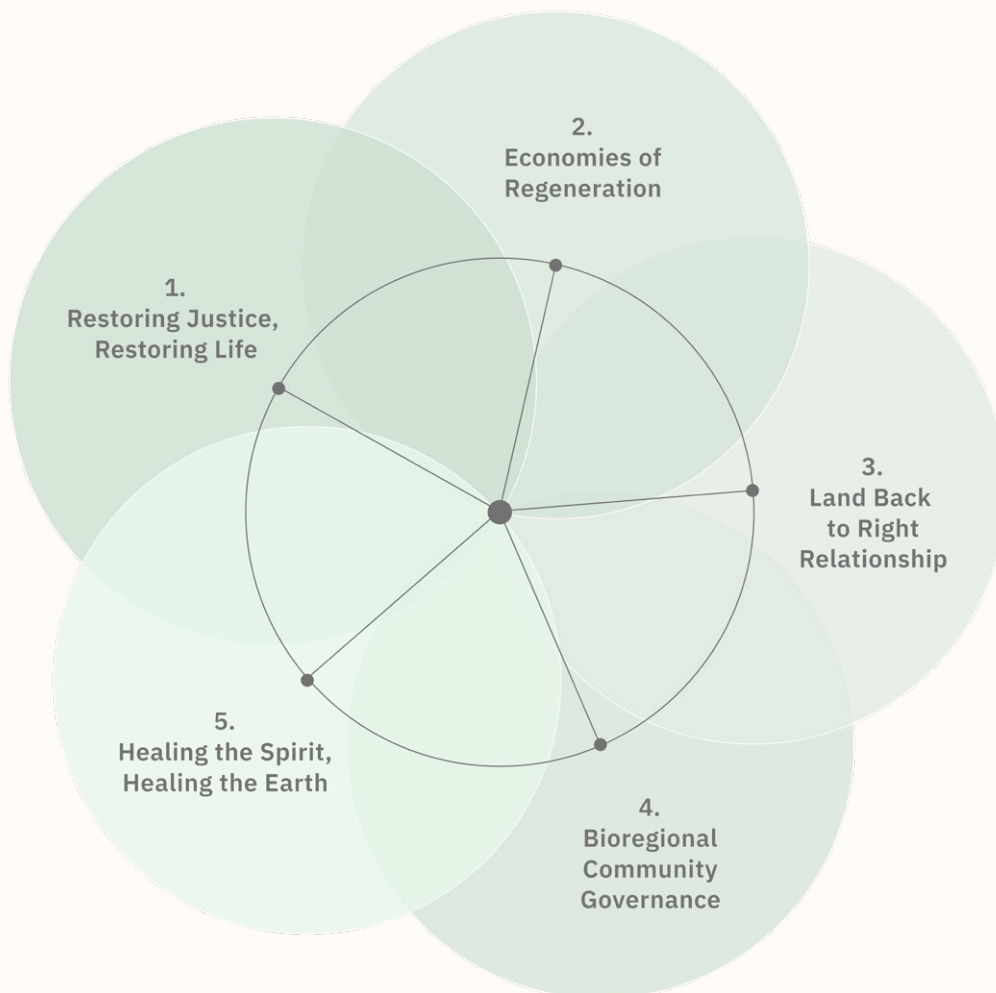 1.
Restoring Justice,
Restoring Life
2.
Economies of
Regeneration
3.
Land Back
to Right
Relationship
4.
Bioregional
Community
Governance
5.
Healing the Spirit,
Healing the Earth